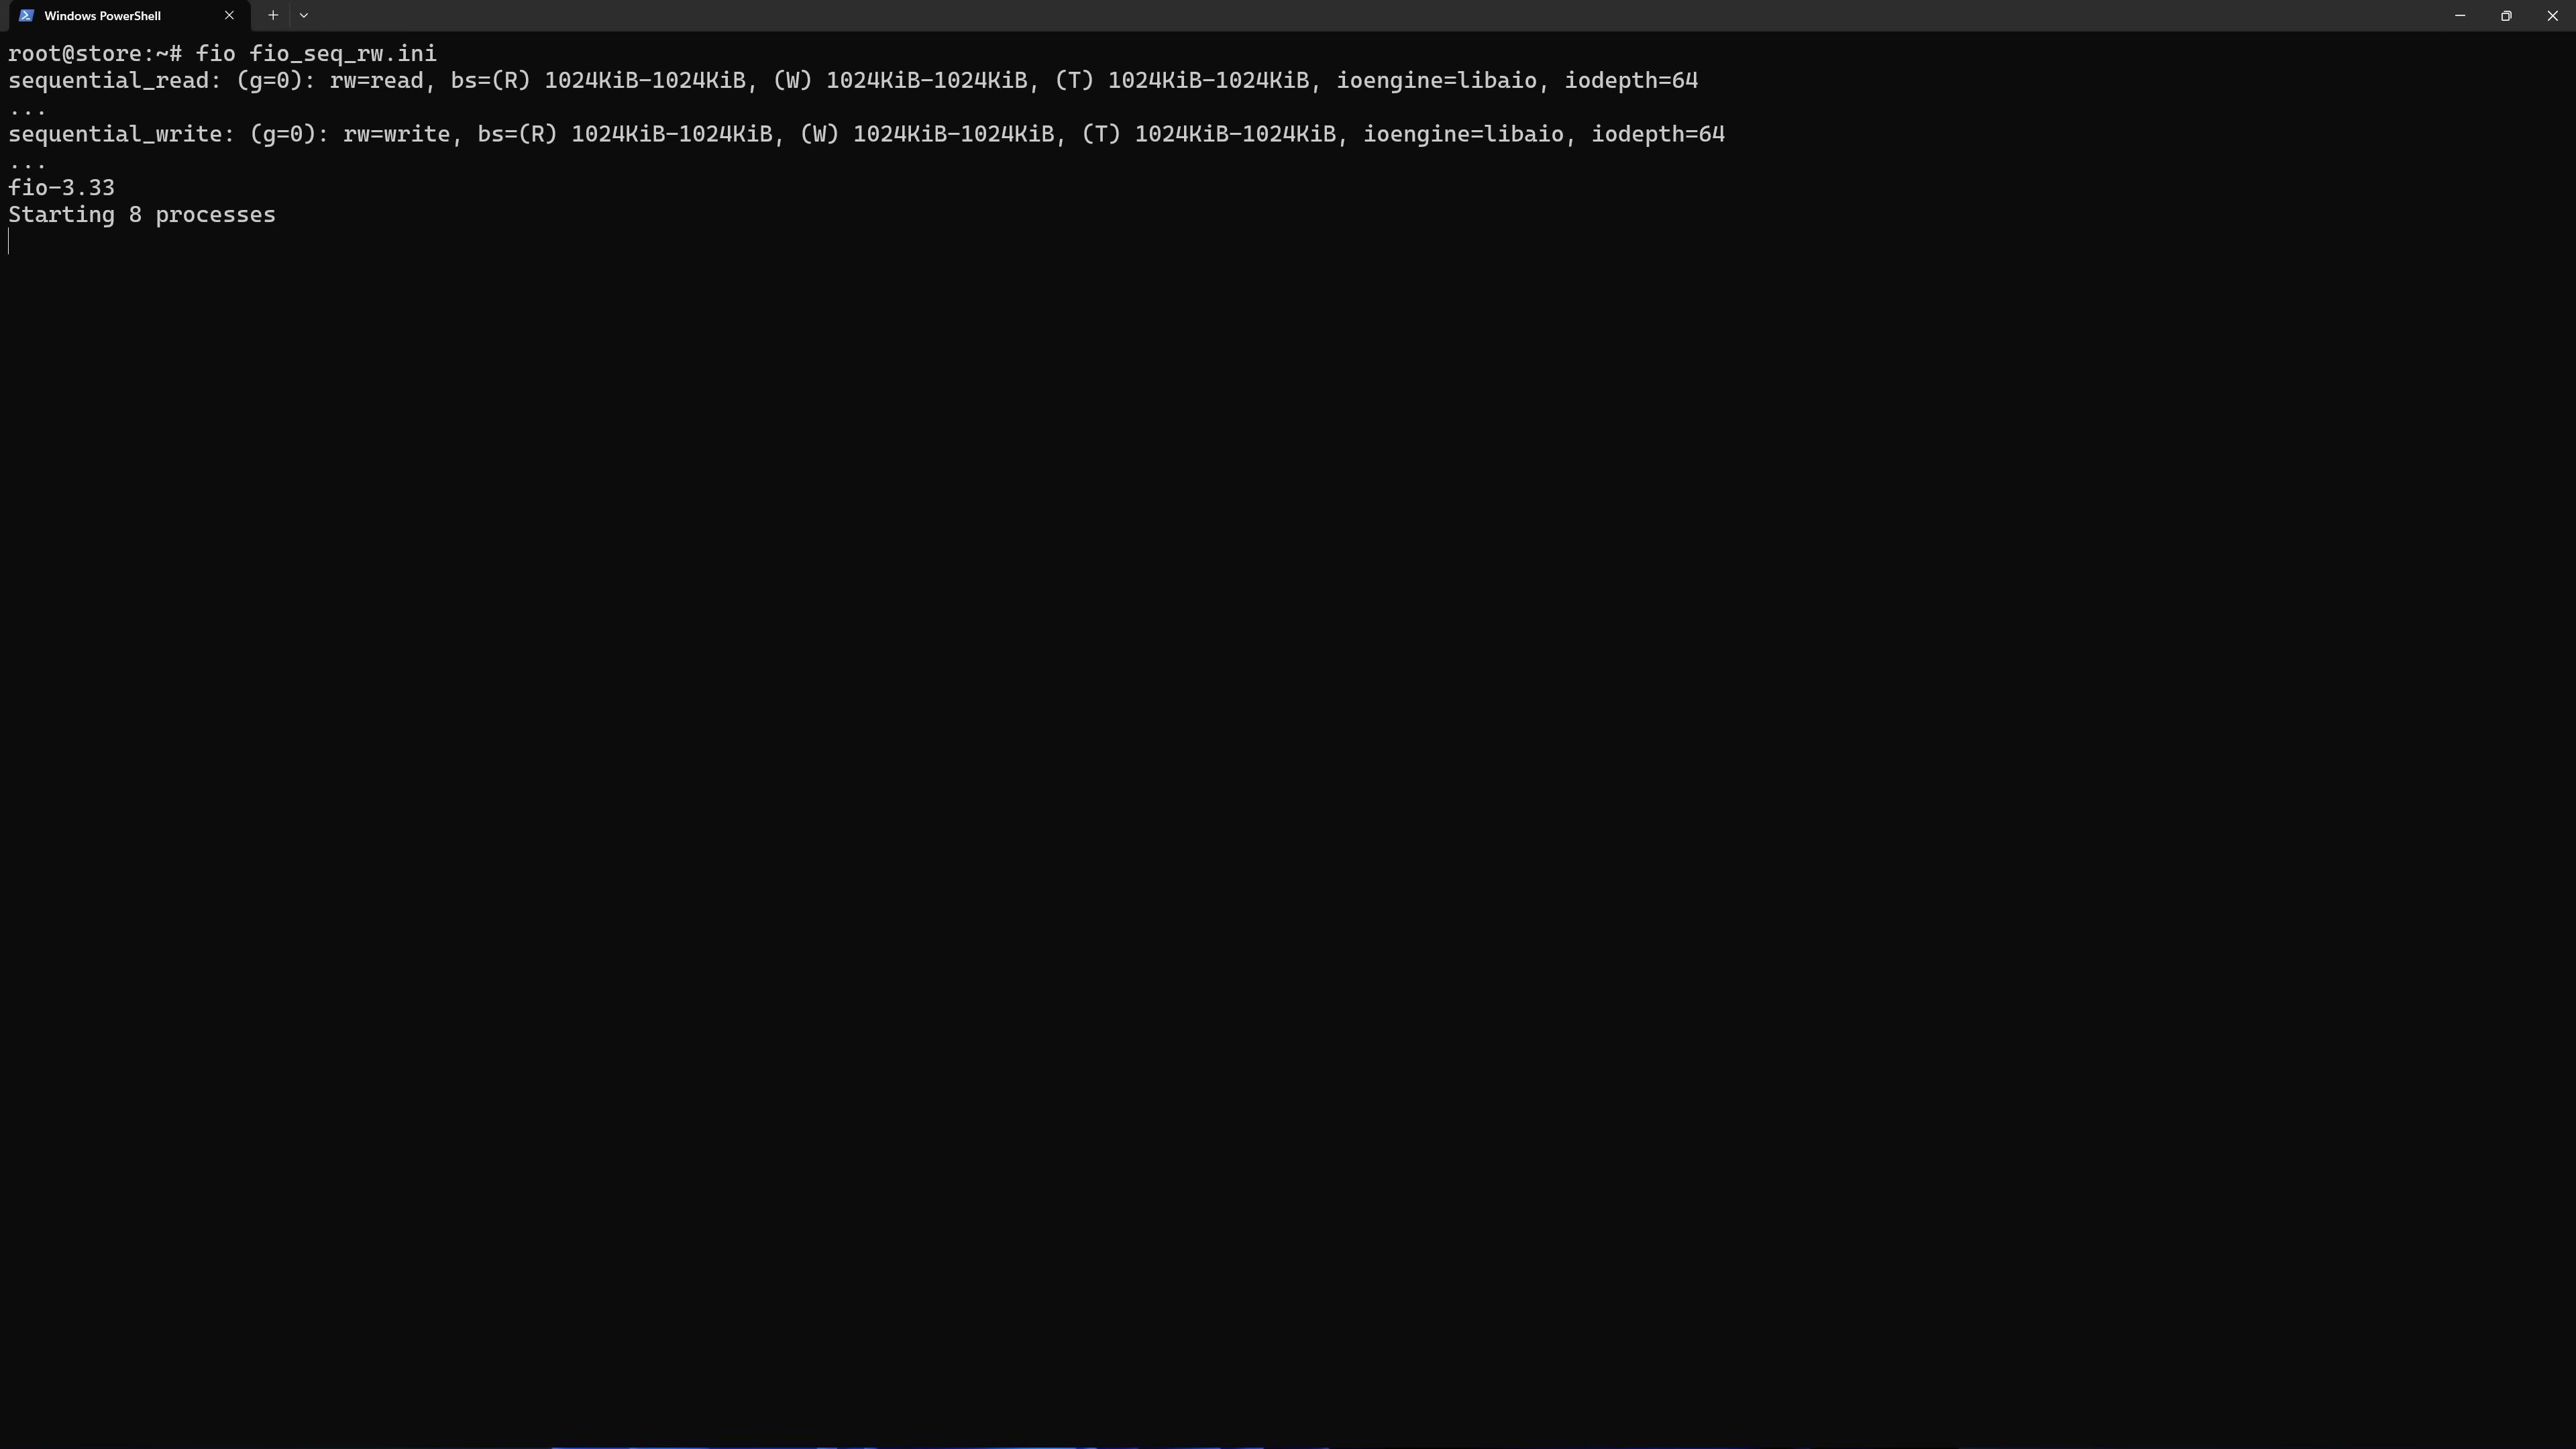 Windows PowerShell
root@store:~# fio fio_seq_rw.ini
sequential_read: (g=0): rw=read, bs=(R) 1024KiB-1024KiB, (W) 1024KiB-1024KiB, (T) 1024KiB-1024KiB, ioengine=libaio, iodepth=64
...
sequential_write: (g=0): rw=write, bs=(R) 1024KiB-1024KiB, (W) 1024KiB-1024KiB, (T) 1024KiB-1024KiB, ioengine=libaio, iodepth=64
...
fio-3.33
Starting 8 processes